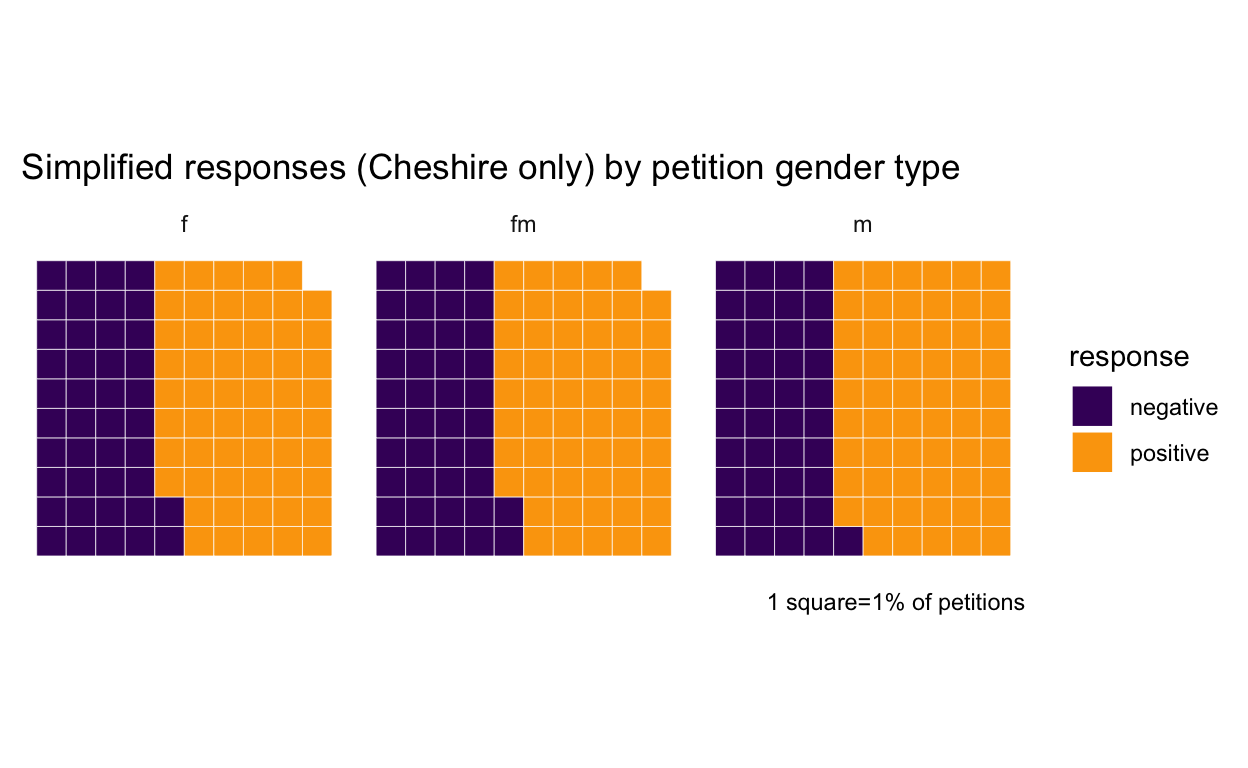 Simplified responses (Cheshire only) by petition gender type
f
fm
m
response
negative
positive
1 square=1% of petitions